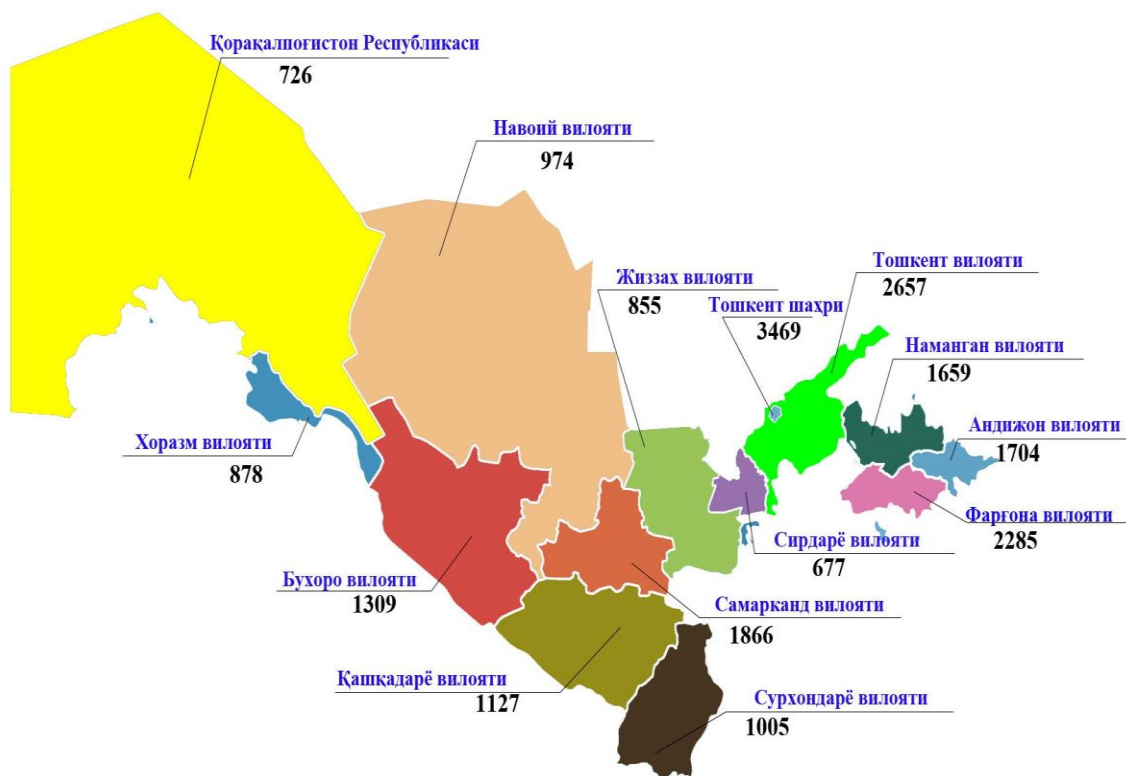 Қорақалпоғистон Республикаси
726
Навоий вилояти
974
Тошкент вилояти
2657
Жиззах вилояти
855
Тошкент шаҳри
3469
Наманган вилояти
1659
Андижон вилояти
1704
Хоразм вилояти
878
Фарғона вилояти
2285
Сирдарё вилояти
677
Бухоро вилояти
1309
Самарканд вилояти
1866
Қашқадарё вилояти
1127
Сурхондарё вилояти
1005